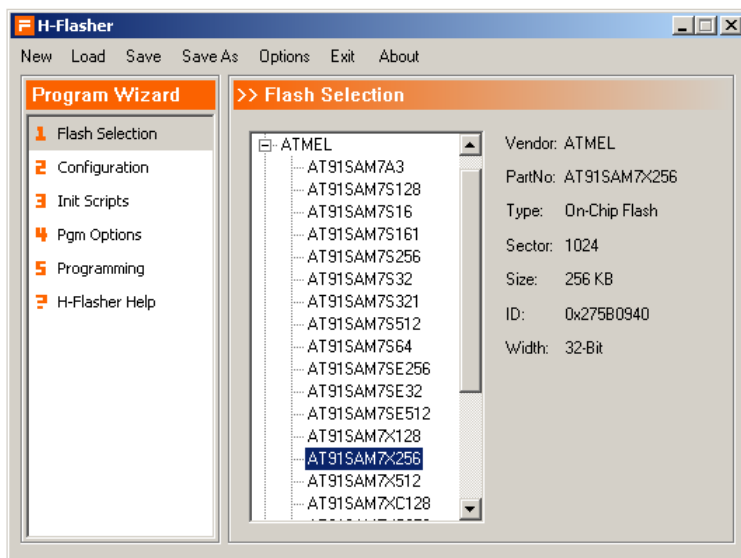 H-Flasher
New Load Save Save As Options Exit About
Program Wizard
1 Flash Selection
2 Configuration
3 Init Scripts
4 Pgm Options
5 Programming
? H-Flasher Help
>> Flash Selection
ATMEL
AT91SAM7A3
AT91SAM7S128
AT91SAM7S16
AT91SAM7S161
AT91SAM7S256
AT91SAM7S32
AT91SAM7S321
AT91SAM7S512
AT91SAM7S64
AT91SAM7SE256
AT91SAM7SE32
AT91SAM7SE512
AT91SAM7X128
AT91SAM7X256
AT91SAM7X512
AT91SAM7XC128
Vendor: ATMEL
PartNo: AT91SAM7X256
Type: On-Chip Flash
Sector: 1024
Size: 256 KB
ID: 0x275B0940
Width: 32-Bit